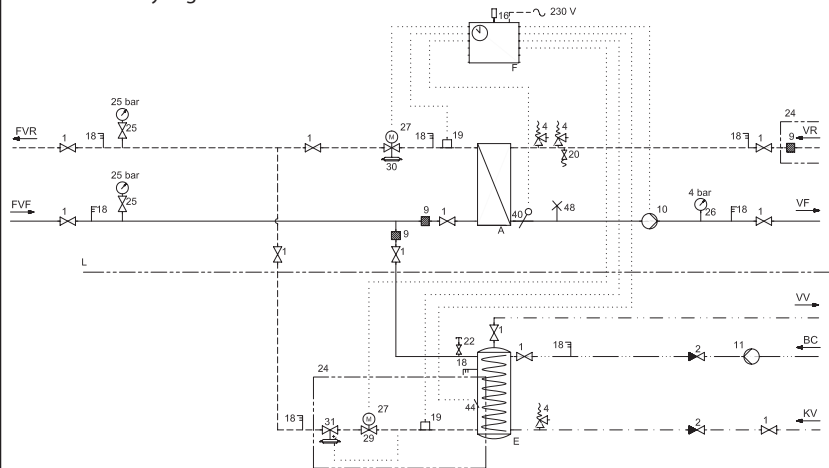 16 230 V
F
25 bar 24
FVR 1 18 25 1 M 27 18 19 4 4 18 1 9 VR
30 20
25 bar 4 bar
FVF 1 18 25 9 1 40 48 10 26 18 1 VF
A
9
1 1
L
VV
1
22 1 18 2 11 BC
24 18
44
27 4 KV
18 31 M 19 2 1
29 E